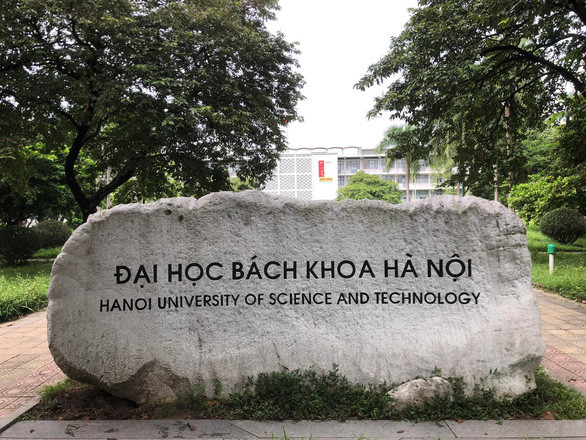 ĐẠI HỌC BÁCH KHOA HÀ NỘI
HANOI UNIVERSITY OF SCIENCE AND TECHNOLOGY